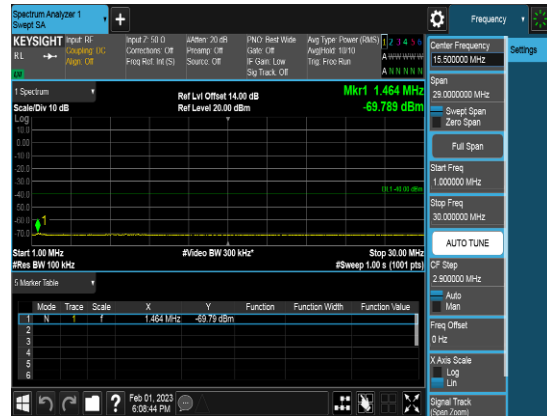 Spectrum Analyzer 1
Swept SA
+
Frequency
KEYSIGHT
RL
Input: RF
Coupling: DC
Align: Off
Input Z: 50 Ω
Corrections: Off
Freq Ref: Int (S)
#Atten: 20 dB
Preamp: Off
Source: Off
PNO: Best Wide
Gate: Off
IF Gain: Low
Sig Track: Off
Avg Type: Power (RMS)
Avg|Hold: 10/10
Trig: Free Run
1 2 3 4 5 6
A W W W W W
A N N N N N
1 Spectrum
Scale/Div 10 dB
Ref Lvl Offset 14.00 dB
Ref Level 20.00 dBm
Mkr1 1.464 MHz
-69.789 dBm
Log
10.0
0.00
-10.0
-20.0
-30.0
-40.0
-50.0
-60.0
-70.0
DL1 -40.00 dBm
1
Start 1.00 MHz
#Res BW 100 kHz
#Video BW 300 kHz*
Stop 30.00 MHz
#Sweep 1.00 s (1001 pts)
5 Marker Table
Mode Trace Scale X Y Function Function Width Function Value
1 N 1 f 1.464 MHz -69.79 dBm
2
3
4
5
6
Feb 01, 2023
6:08:44 PM
?
Center Frequency
15.500000 MHz
Settings
Span
29.0000000 MHz
Swept Span
Zero Span
Full Span
Start Freq
1.000000 MHz
Stop Freq
30.000000 MHz
AUTO TUNE
CF Step
2.900000 MHz
Auto
Man
Freq Offset
0 Hz
X Axis Scale
Log
Lin
Signal Track
(Span Zoom)